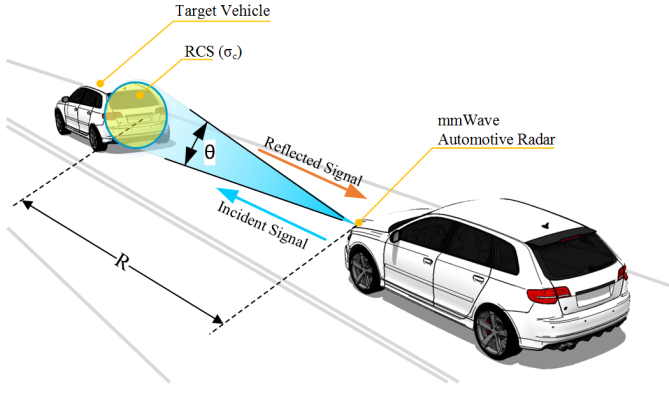 Target Vehicle
RCS (σc)
mmWave
Automotive Radar
θ
Reflected Signal
Incident Signal
R